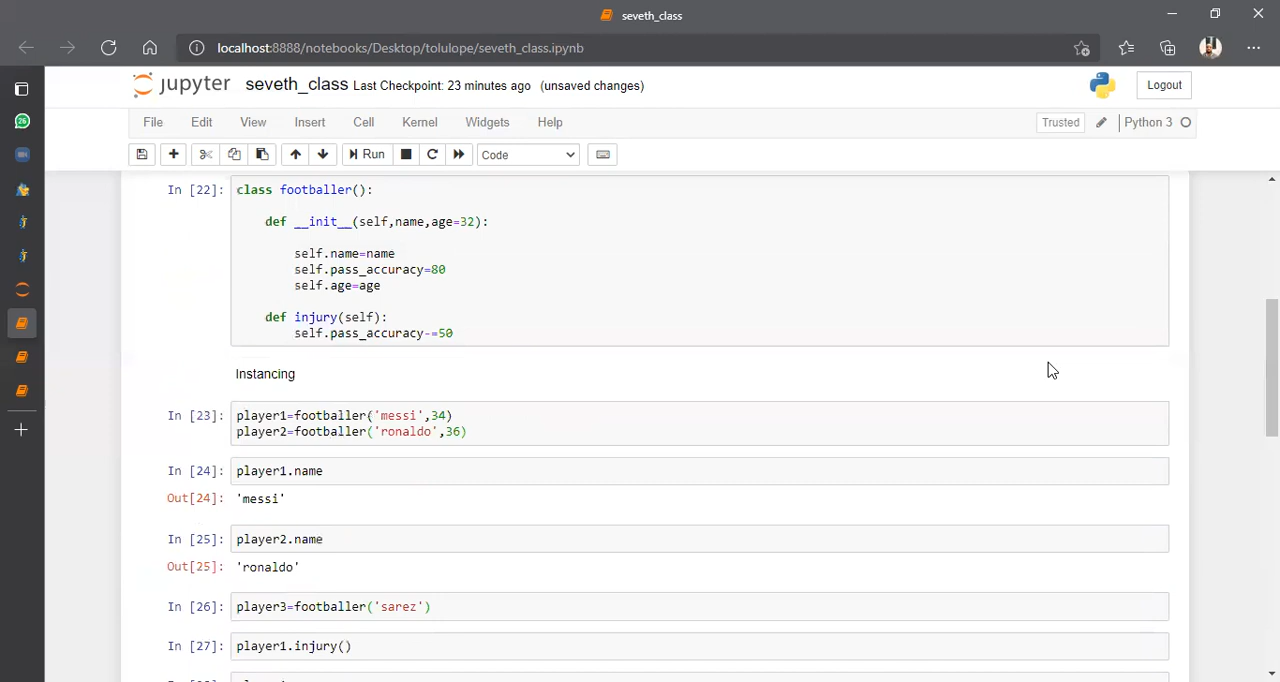 seveth_class
localhost:8888/notebooks/Desktop/tolulope/seveth_class.ipynb
jupyter seveth_class Last Checkpoint: 23 minutes ago (unsaved changes)
Logout
File Edit View Insert Cell Kernel Widgets Help
Trusted Python 3
Run Code
In [22]: class footballer():
def __init__(self,name,age=32):
self.name=name
self.pass_accuracy=80
self.age=age
def injury(self):
self.pass_accuracy-=50
Instancing
In [23]: player1=footballer('messi',34)
player2=footballer('ronaldo',36)
In [24]: player1.name
Out[24]: 'messi'
In [25]: player2.name
Out[25]: 'ronaldo'
In [26]: player3=footballer('sarez')
In [27]: player1.injury()